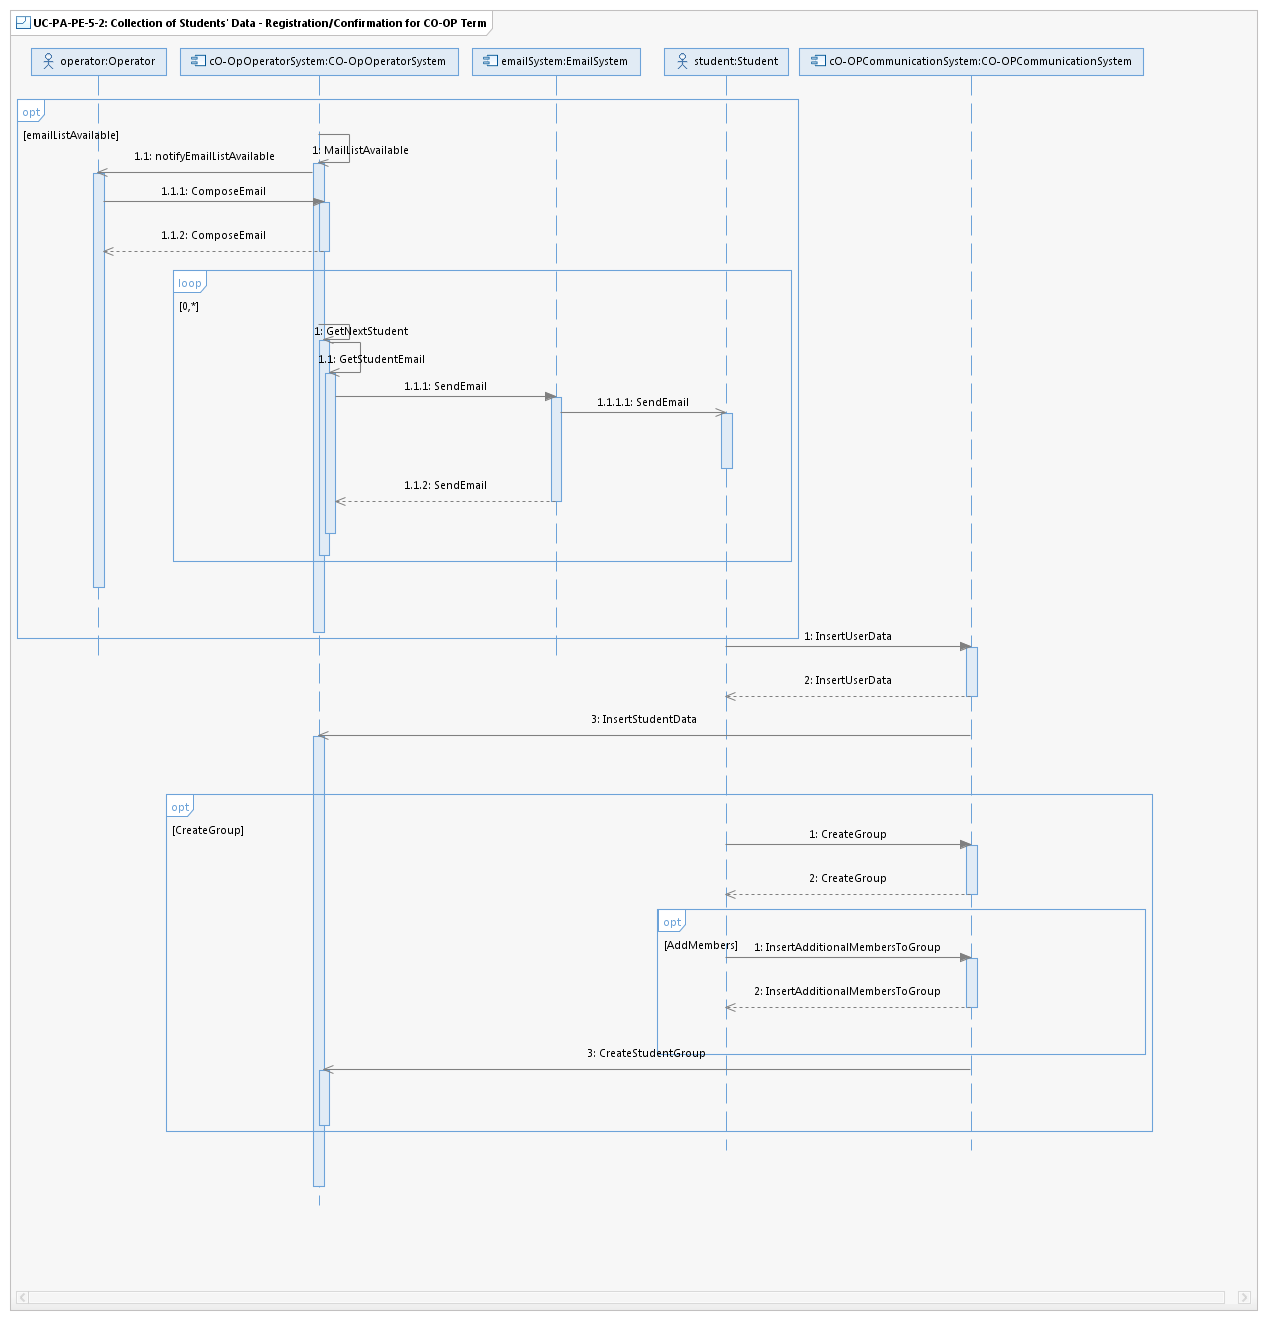 UC-PA-PE-5-2: Collection of Students' Data - Registration/Confirmation for CO-OP Term
operator:Operator
cO-OpOperatorSystem:CO-OpOperatorSystem
emailSystem:EmailSystem
student:Student
cO-OPCommunicationSystem:CO-OPCommunicationSystem
opt
[emailListAvailable]
1: MailListAvailable
1.1: notifyEmailListAvailable
1.1.1: ComposeEmail
1.1.2: ComposeEmail
loop
[0,*]
1: GetNextStudent
1.1: GetStudentEmail
1.1.1: SendEmail
1.1.1.1: SendEmail
1.1.2: SendEmail
1: InsertUserData
2: InsertUserData
3: InsertStudentData
opt
[CreateGroup]
1: CreateGroup
2: CreateGroup
opt
[AddMembers]
1: InsertAdditionalMembersToGroup
2: InsertAdditionalMembersToGroup
3: CreateStudentGroup